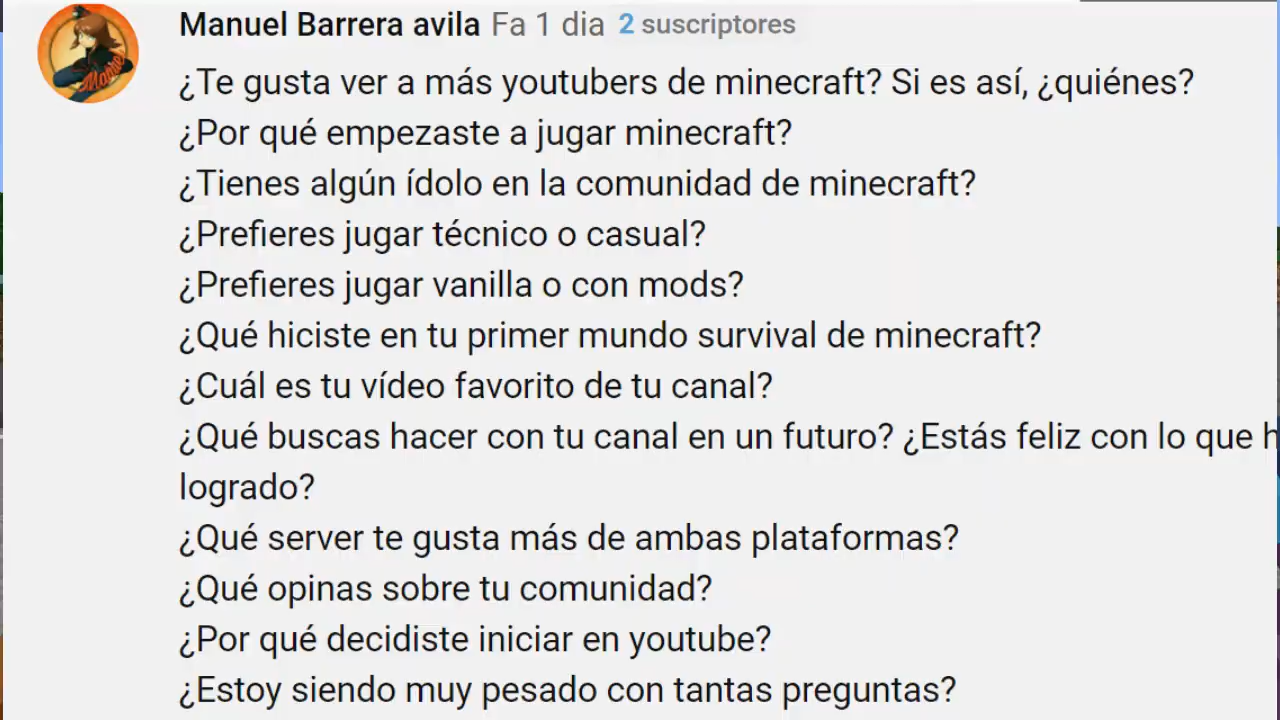 Manuel Barrera avila Fa 1 dia 2 suscriptores
¿Te gusta ver a más youtubers de minecraft? Si es así, ¿quiénes?
¿Por qué empezaste a jugar minecraft?
¿Tienes algún ídolo en la comunidad de minecraft?
¿Prefieres jugar técnico o casual?
¿Prefieres jugar vanilla o con mods?
¿Qué hiciste en tu primer mundo survival de minecraft?
¿Cuál es tu vídeo favorito de tu canal?
¿Qué buscas hacer con tu canal en un futuro? ¿Estás feliz con lo que
logrado?
¿Qué server te gusta más de ambas plataformas?
¿Qué opinas sobre tu comunidad?
¿Por qué decidiste iniciar en youtube?
¿Estoy siendo muy pesado con tantas preguntas?